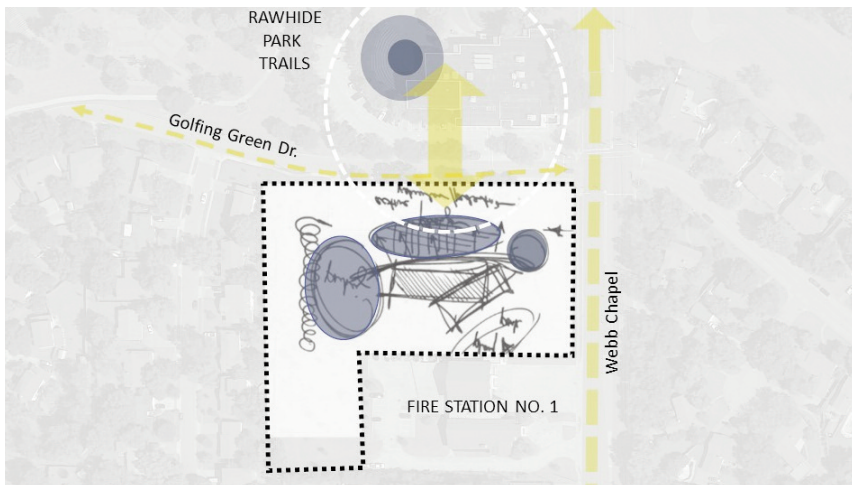 RAWHIDE
PARK
TRAILS
Golfing Green Dr.
Webb Chapel
FIRE STATION NO. 1